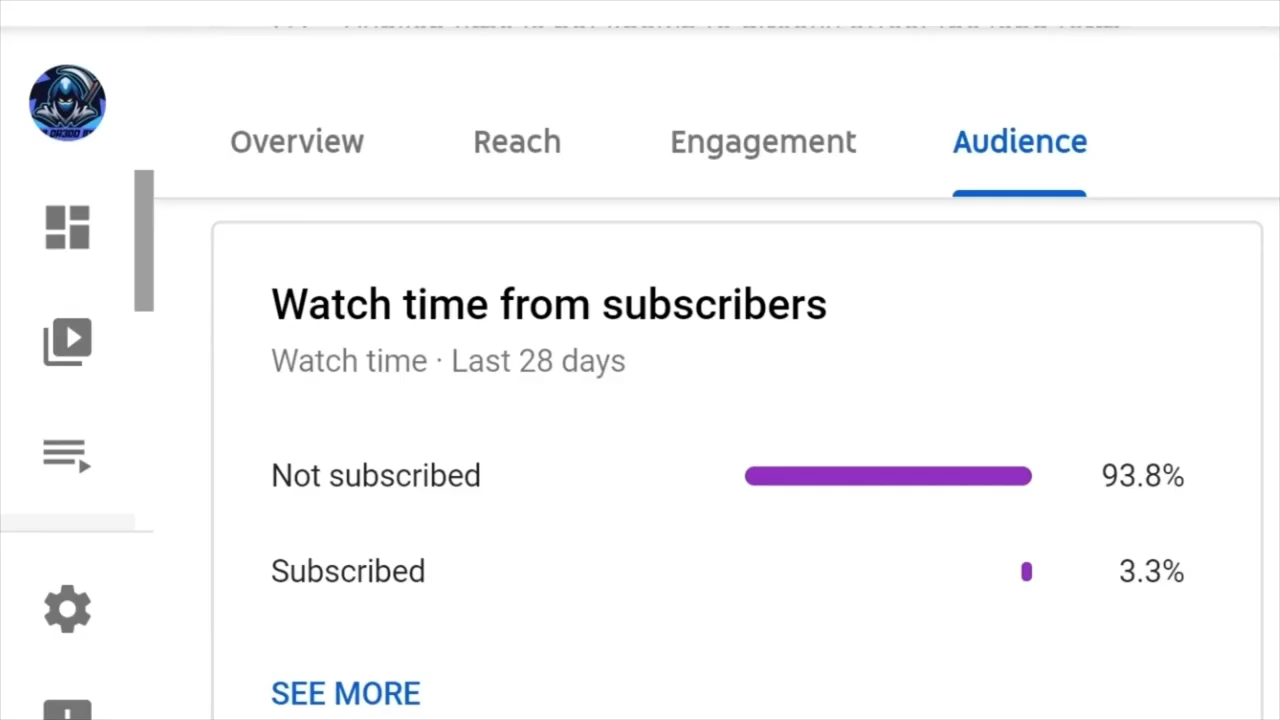 Overview Reach Engagement Audience
Watch time from subscribers
Watch time · Last 28 days
Not subscribed 93.8%
Subscribed 3.3%
SEE MORE